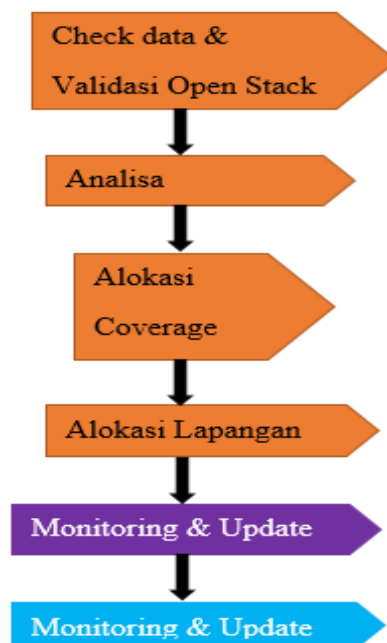 Check data &
Validasi Open Stack
Analisa
Alokasi
Coverage
Alokasi Lapangan
Monitoring & Update
Monitoring & Update